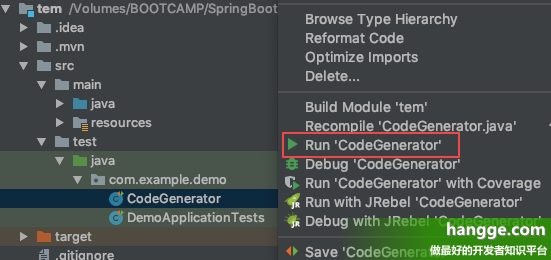 tem /Volumes/BOOTCAMP/SpringBoot
.idea
.mvn
src
main
java
resources
test
java
com.example.demo
CodeGenerator
DemoApplicationTests
target
.gitignore
Browse Type Hierarchy
Reformat Code
Optimize Imports
Delete...
Build Module 'tem'
Recompile 'CodeGenerator.java'
Run 'CodeGenerator'
Debug 'CodeGenerator'
Run 'CodeGenerator' with Coverage
JR Run with JRebel 'CodeGenerator'
JR Debug with JRebel 'CodeGenerator'
Save 'CodeGenerator
hangge.com
做最好的开发者知识平台